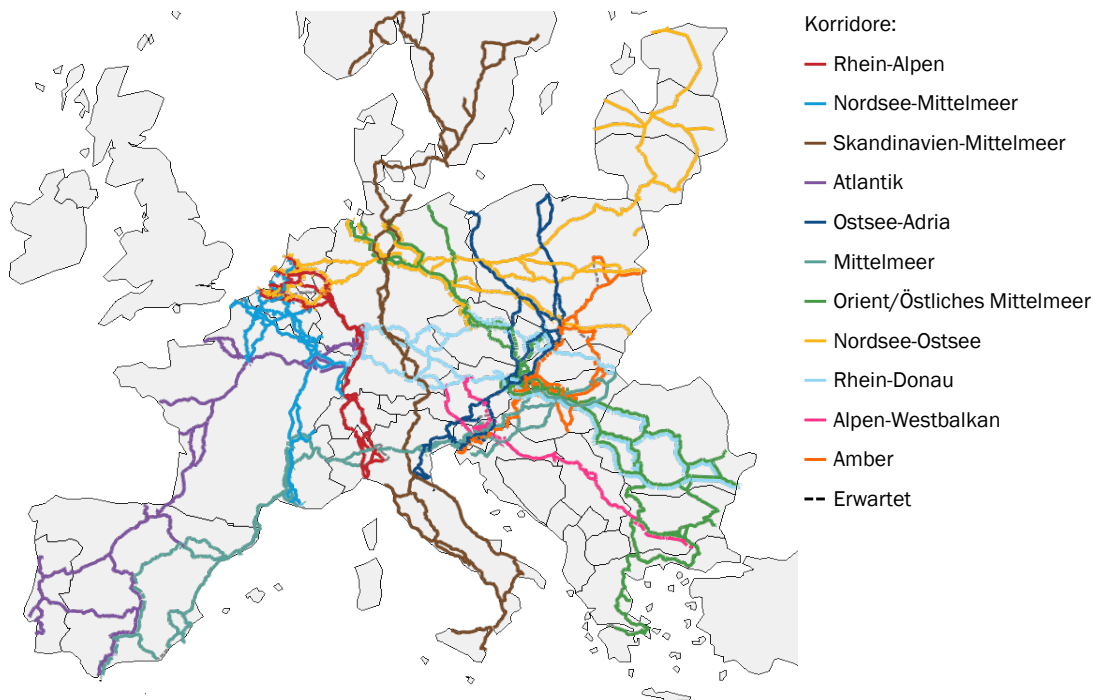 Korridore:
Rhein-Alpen
Nordsee-Mittelmeer
Skandinavien-Mittelmeer
Atlantik
Ostsee-Adria
Mittelmeer
Orient/Östliches Mittelmeer
Nordsee-Ostsee
Rhein-Donau
Alpen-Westbalkan
Amber
Erwartet